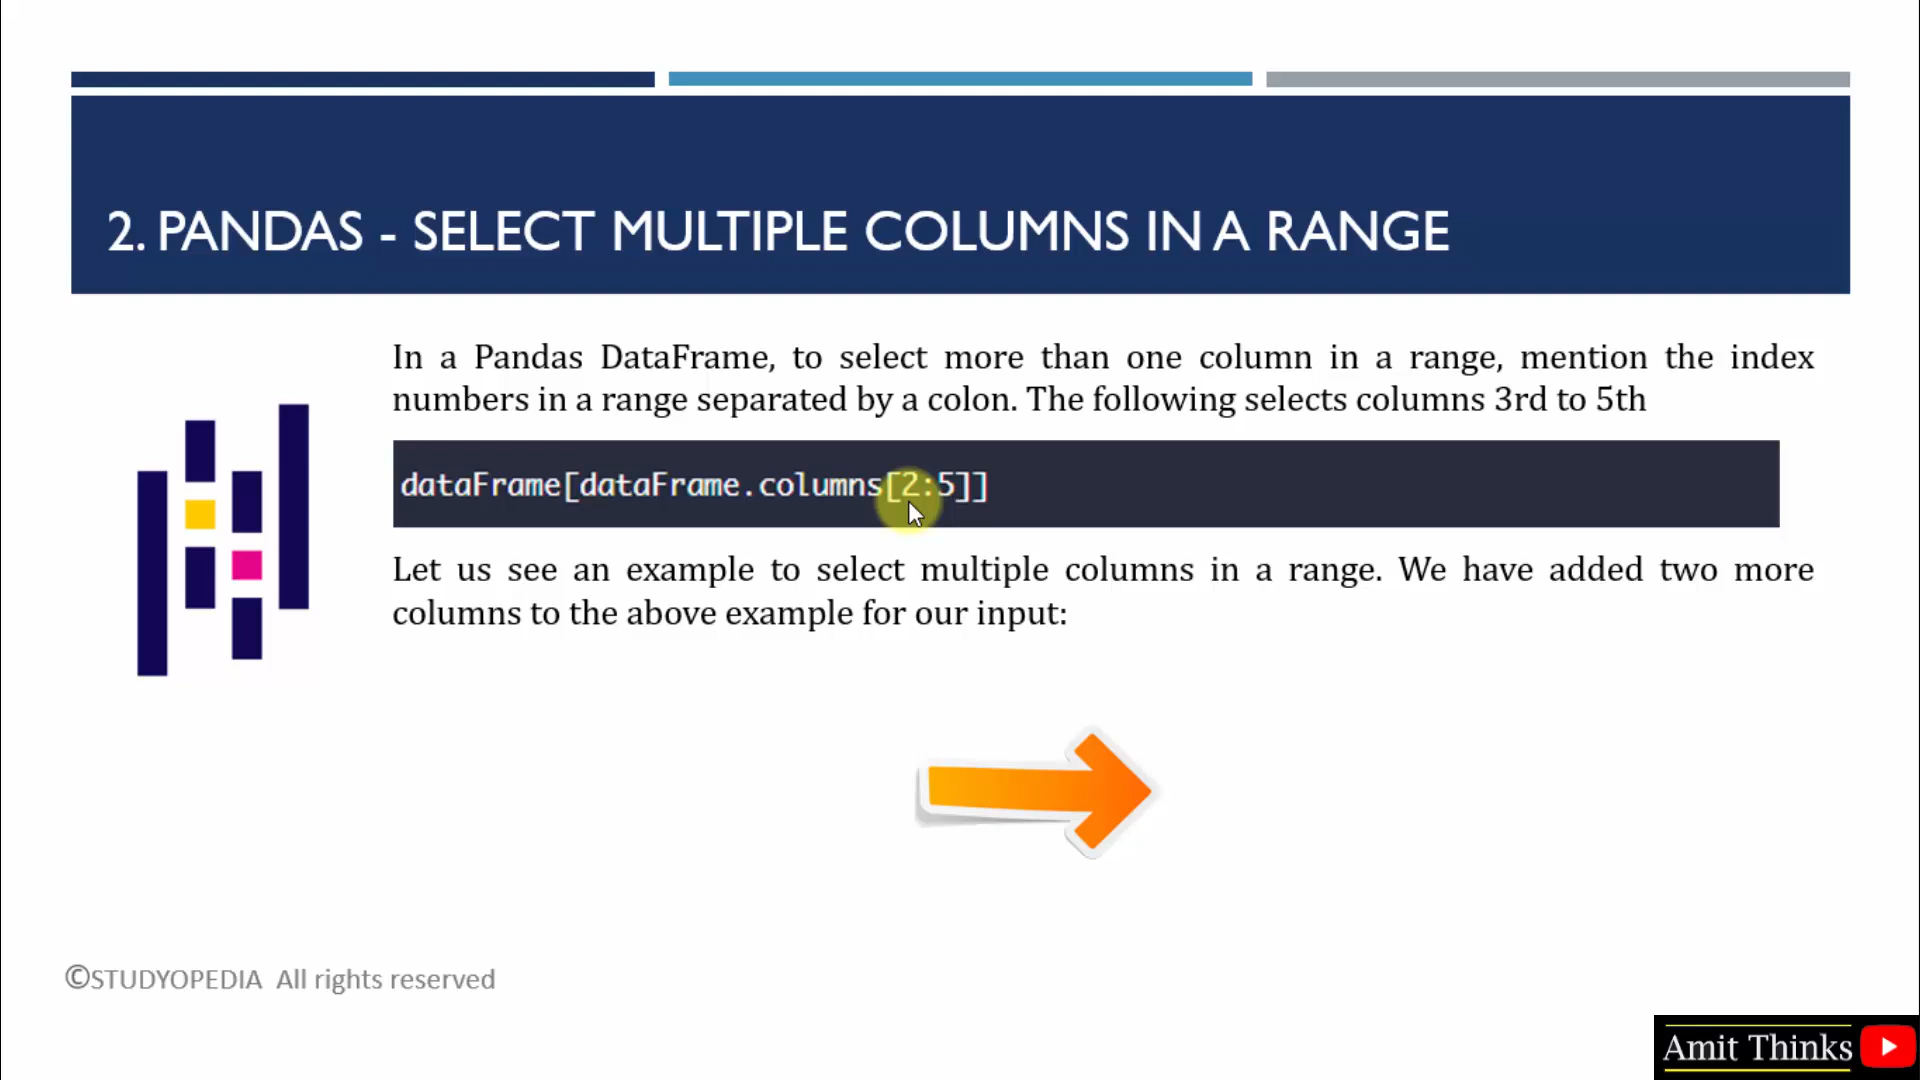 2. PANDAS - SELECT MULTIPLE COLUMNS IN A RANGE
In a Pandas DataFrame, to select more than one column in a range, mention the index
numbers in a range separated by a colon. The following selects columns 3rd to 5th
dataFrame[dataFrame.columns[2:5]]
Let us see an example to select multiple columns in a range. We have added two more
columns to the above example for our input:
©STUDYOPEDIA All rights reserved
Amit Thinks